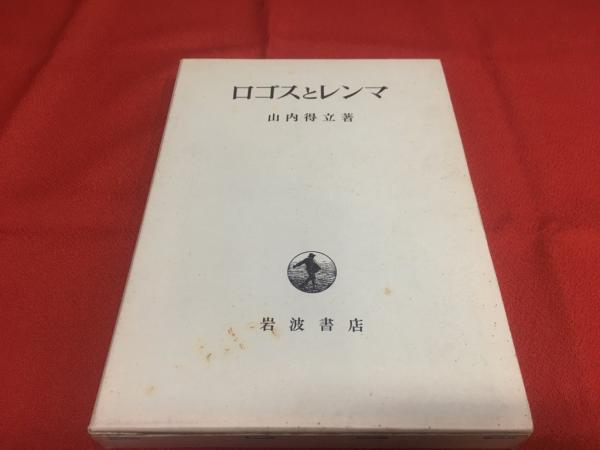 ロゴスとレンマ
山内得立著
岩波書店